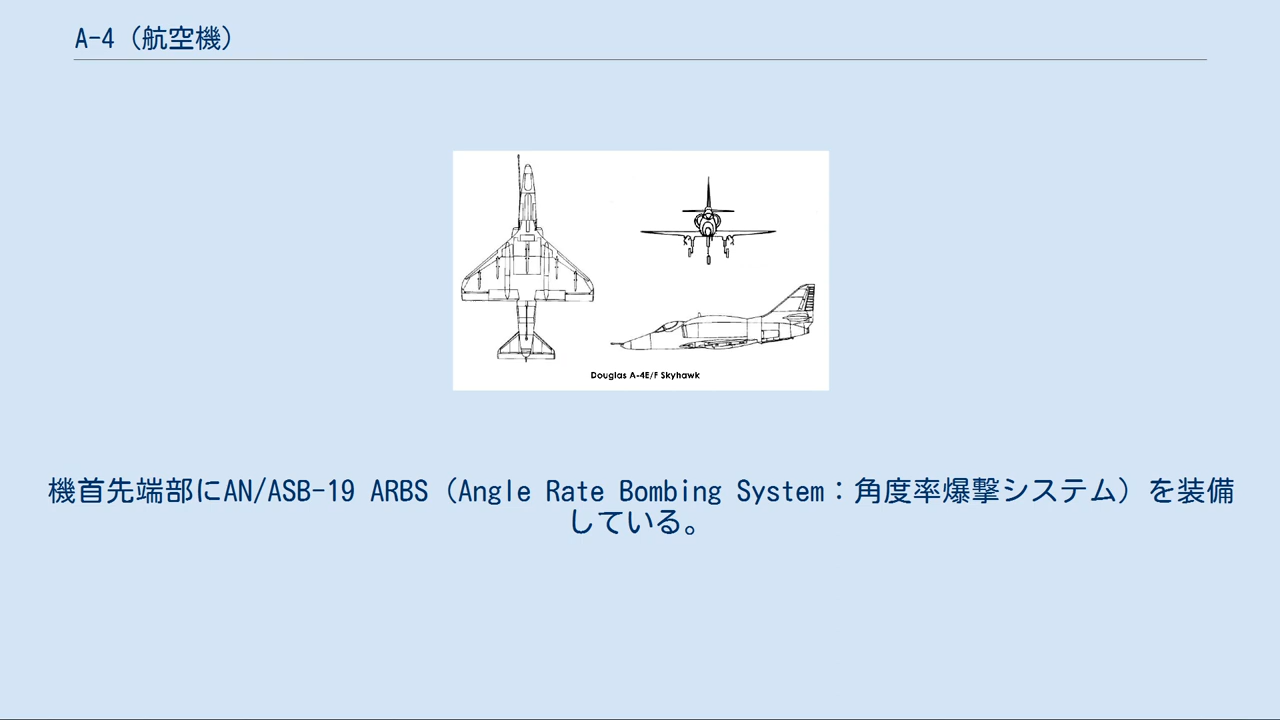 A-4（航空機）
Douglas A-4E/F Skyhawk
機首先端部にAN/ASB-19 ARBS（Angle Rate Bombing System：角度率爆撃システム）を装備
している。